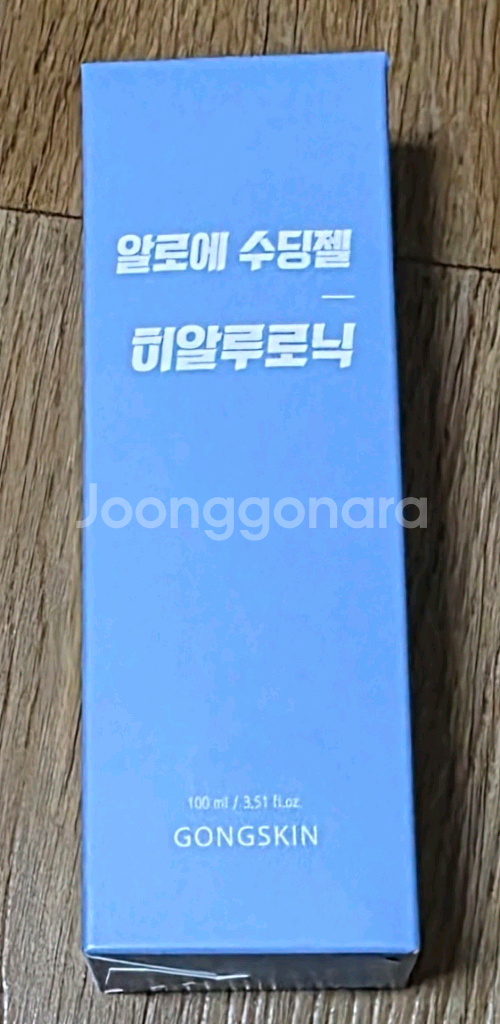 알로에 수딩젤
히알루로닉
Joonggonara
100 ml / 3.51 fl.oz.
GONGSKIN